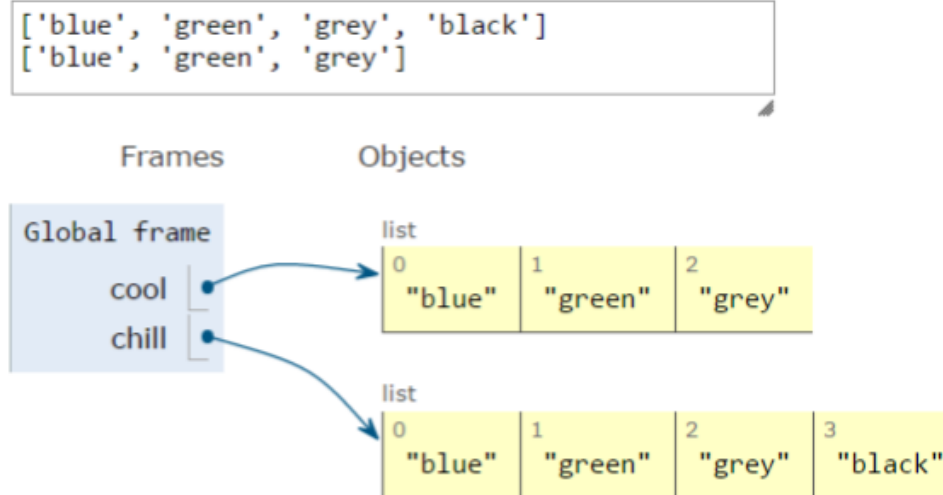 ['blue', 'green', 'grey', 'black']
['blue', 'green', 'grey']
Frames Objects
Global frame
cool
chill
list
0 1 2
"blue" "green" "grey"
list
0 1 2 3
"blue" "green" "grey" "black"